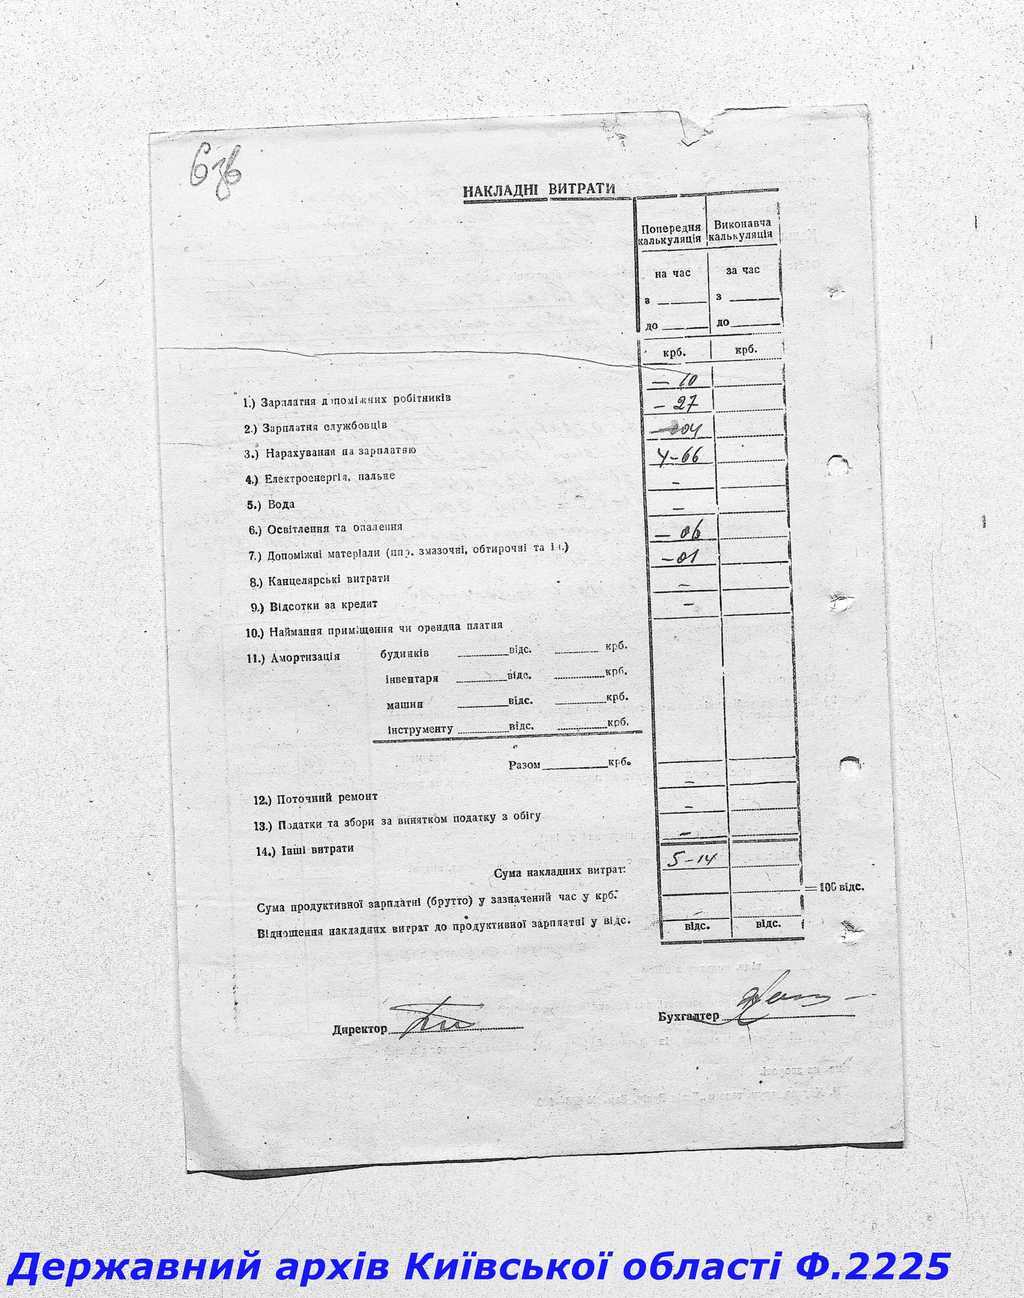 6зв
НАКЛАДНІ ВИТРАТИ
Попередня калькуляція
Виконавча калькуляція
на час
за час
з
з
до
до
крб.
крб.
1.) Зарплатня допоміжних робітників — 10
2.) Зарплатня службовців — 27
3.) Нарахування на зарплатню — 04
4.) Електроенергія, пальне 4-66
5.) Вода —
6.) Освітлення та опалення —
7.) Допоміжні матеріали (нпр. змазочні, обтирочні та ін.) — 06
8.) Канцелярські витрати — 01
9.) Відсотки за кредит —
10.) Наймання приміщення чи орендна платня —
11.) Амортизація будинків відс. крб.
інвентаря відс. крб.
машин відс. крб.
інструменту відс. крб.
Разом крб.
12.) Поточний ремонт —
13.) Податки та збори за винятком податку з обігу —
14.) Інші витрати —
Сума накладних витрат: 5-14
Сума продуктивної зарплатні (брутто) у зазначений час у крб. = 100 відс.
Відношення накладних витрат до продуктивної зарплатні у відс. відс. відс.
Директор
Бухгалтер
Державний архів Київської області Ф.2225